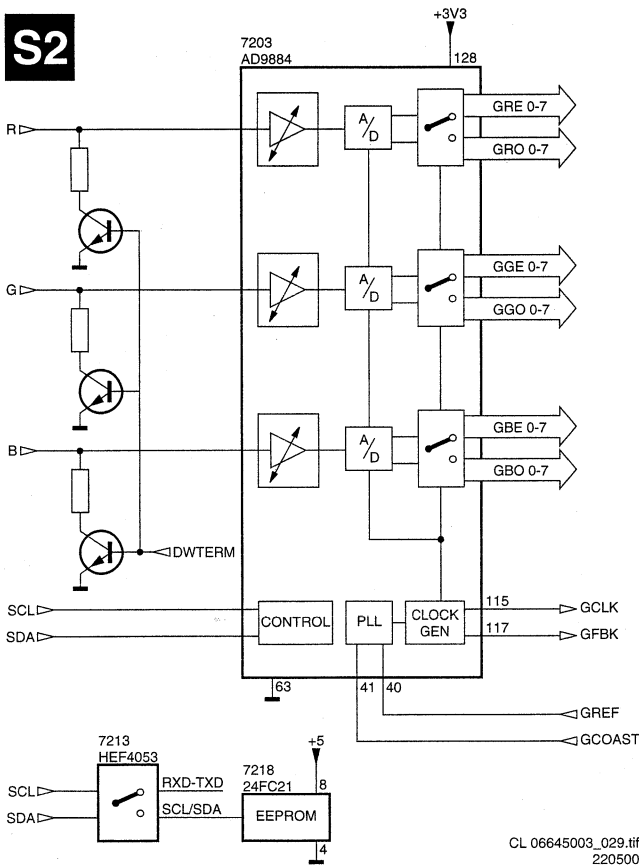 S2
+3V3
7203
AD9884
128
R
A/D
GRE 0-7
GRO 0-7
G
A/D
GGE 0-7
GGO 0-7
B
A/D
GBE 0-7
GBO 0-7
DWTERM
SCL
SDA
CONTROL
PLL
CLOCK
GEN
115
GCLK
117
GFBK
63
41
40
GREF
GCOAST
7213
HEF4053
+5
7218
24FC21
8
SCL
RXD-TXD
SDA
SCL/SDA
EEPROM
4
CL 06645003_029.tif
220500